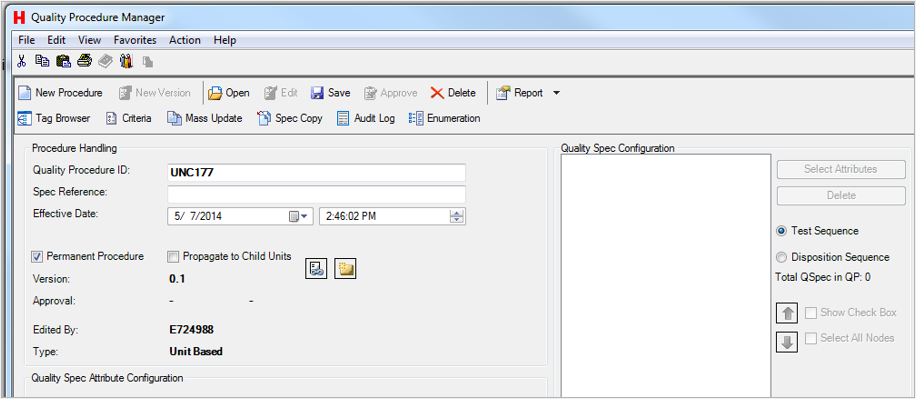 H Quality Procedure Manager
File Edit View Favorites Action Help
New Procedure New Version Open Edit Save Approve Delete Report
Tag Browser Criteria Mass Update Spec Copy Audit Log Enumeration
Procedure Handling
Quality Procedure ID: UNC177
Spec Reference:
Effective Date: 5/ 7/2014 2:46:02 PM
Permanent Procedure Propagate to Child Units
Version: 0.1
Approval: - -
Edited By: E724988
Type: Unit Based
Quality Spec Attribute Configuration
Quality Spec Configuration
Select Attributes
Delete
Test Sequence
Disposition Sequence
Total QSpec in QP: 0
Show Check Box
Select All Nodes